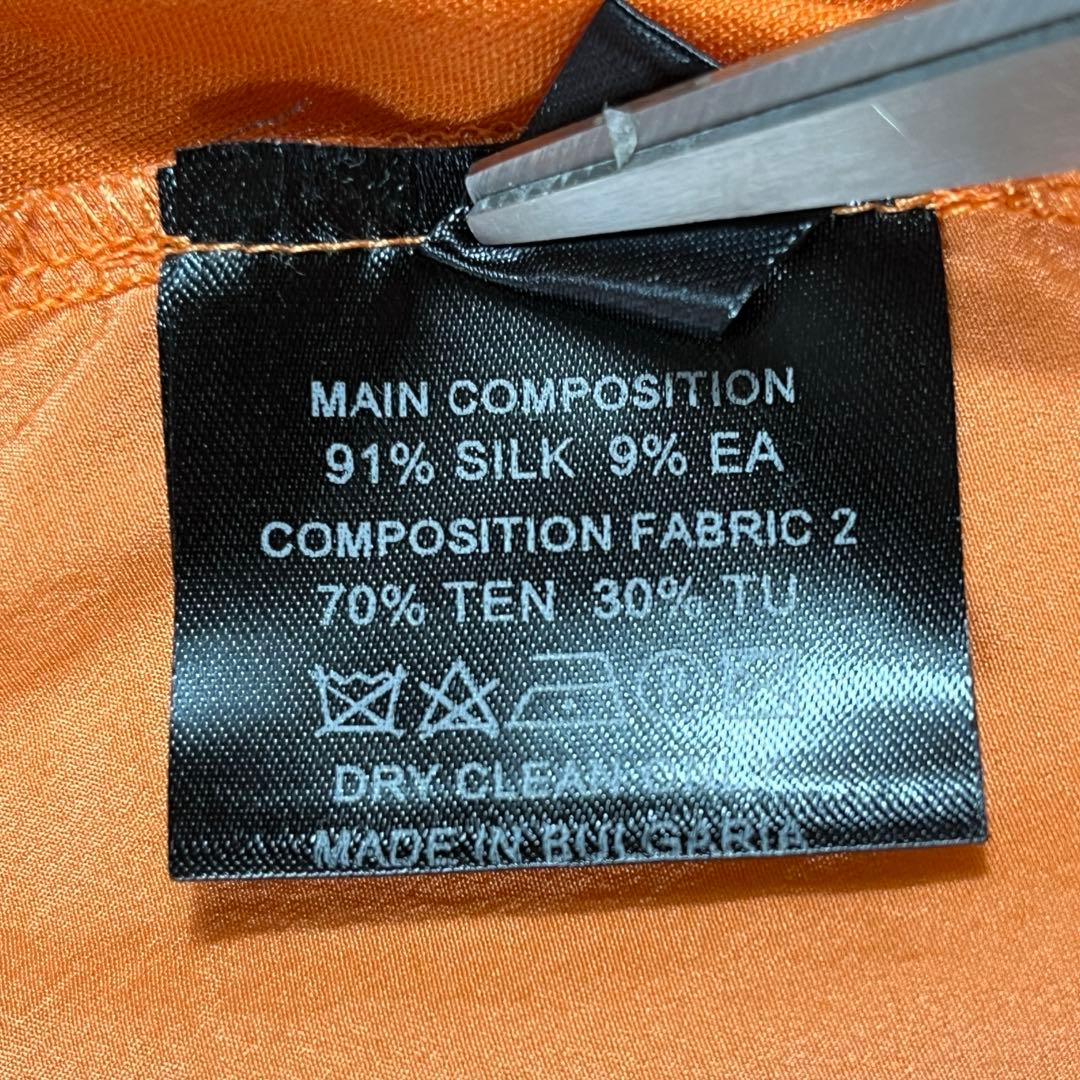 MAIN COMPOSITION
91% SILK 9% EA
COMPOSITION FABRIC 2
70% TEN 30% TU
DRY CLEAN ONLY
MADE IN BULGARIA